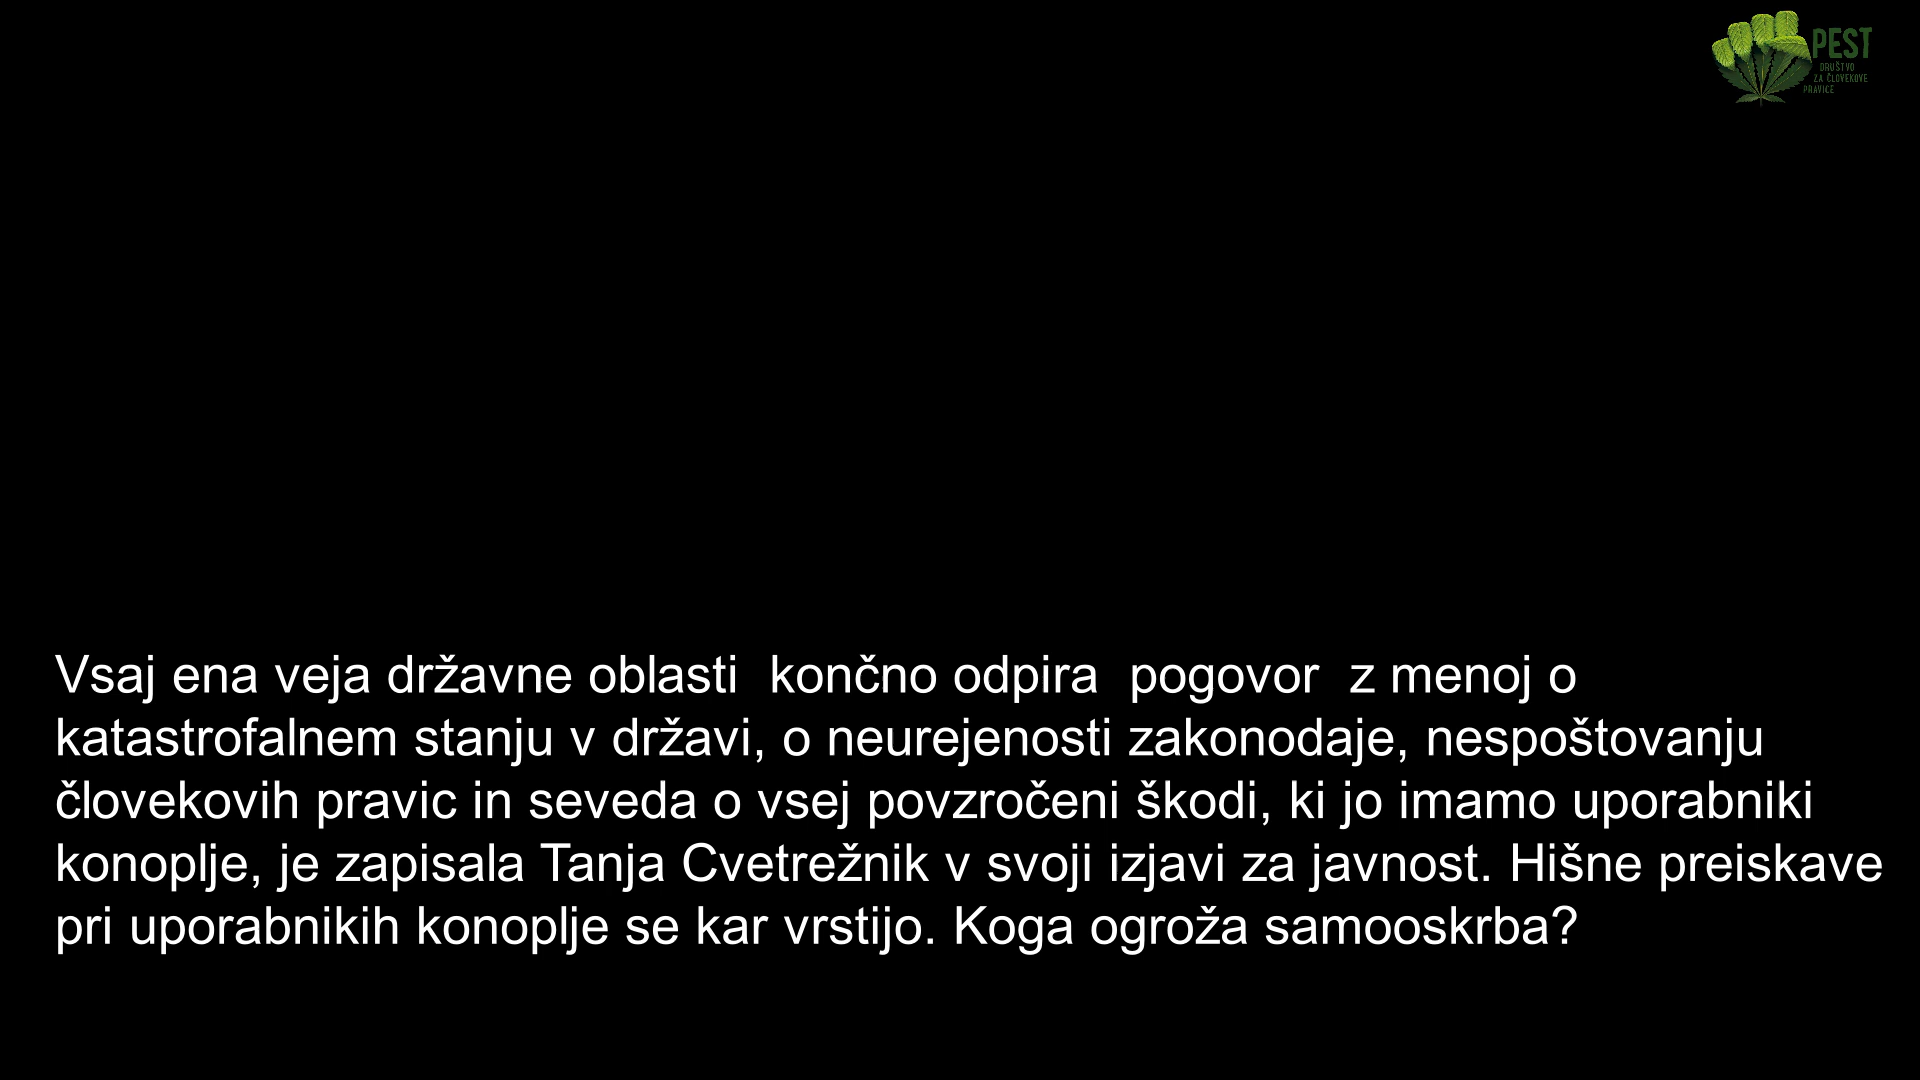 PEST
DRUŠTVO
ZA ČLOVEKOVE
PRAVICE
Vsaj ena veja državne oblasti  končno odpira  pogovor  z menoj o
katastrofalnem stanju v državi, o neurejenosti zakonodaje, nespoštovanju
človekovih pravic in seveda o vsej povzročeni škodi, ki jo imamo uporabniki
konoplje, je zapisala Tanja Cvetrežnik v svoji izjavi za javnost. Hišne preiskave
pri uporabnikih konoplje se kar vrstijo. Koga ogroža samooskrba?